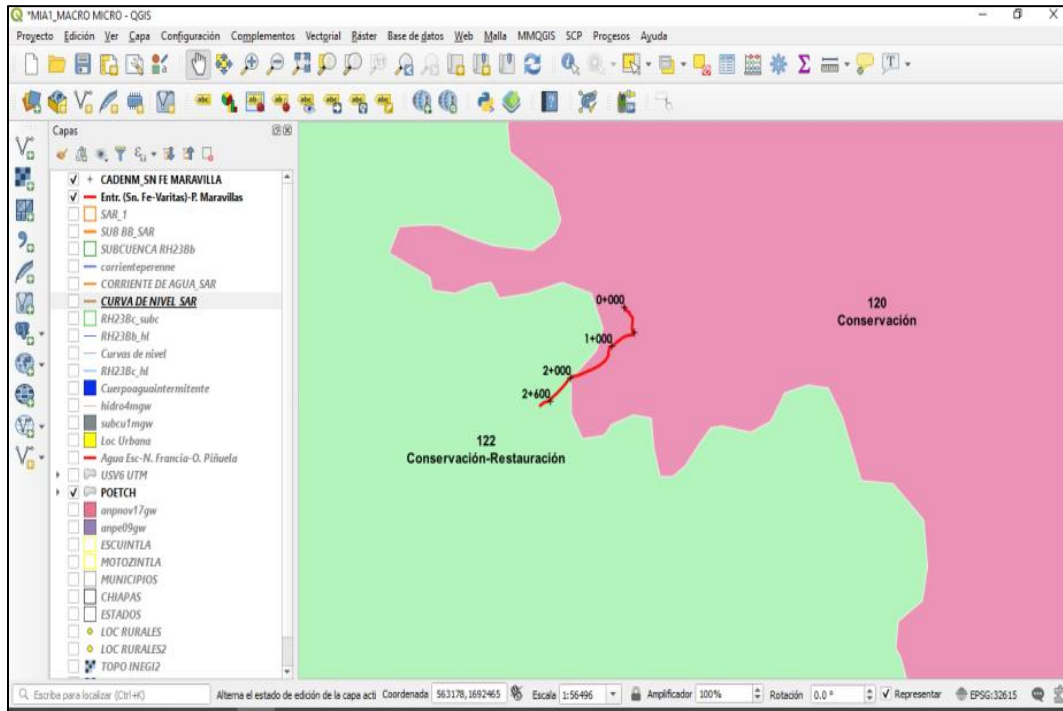 *MIA1_MACRO MICRO - QGIS
Proyecto Edición Ver Capa Configuración Complementos Vectorial Ráster Base de datos Web Malla MMQGIS SCP Procesos Ayuda
Capas
CADENM_SN FE MARAVILLA
Entr. (Sn. Fe-Varitas)-P. Maravillas
SAR_1
SUB BB_SAR
SUBCUENCA RH23Bb
corrienteperenne
CORRIENTE DE AGUA_SAR
CURVA DE NIVEL_SAR
RH23Bc_subc
RH23Bb_hl
Curvas de nivel
RH23Bc_hl
Cuerpoaguaintermitente
hidro4mgw
subcu1mgw
Loc Urbana
Agua Esc-N. Francia-O. Piñuela
USV6 UTM
POETCH
anpnov17gw
anpe09gw
ESCUINTLA
MOTOZINTLA
MUNICIPIOS
CHIAPAS
ESTADOS
LOC RURALES
LOC RURALES2
TOPO INEGI2
0+000
1+000
2+000
2+600
120
Conservación
122
Conservación-Restauración
Escriba para localizar (Ctrl+K) Alterna el estado de edición de la capa acti Coordenada 563178,1692465 Escala 1:56496 Amplificador 100% Rotación 0.0 ° Representar EPSG:32615